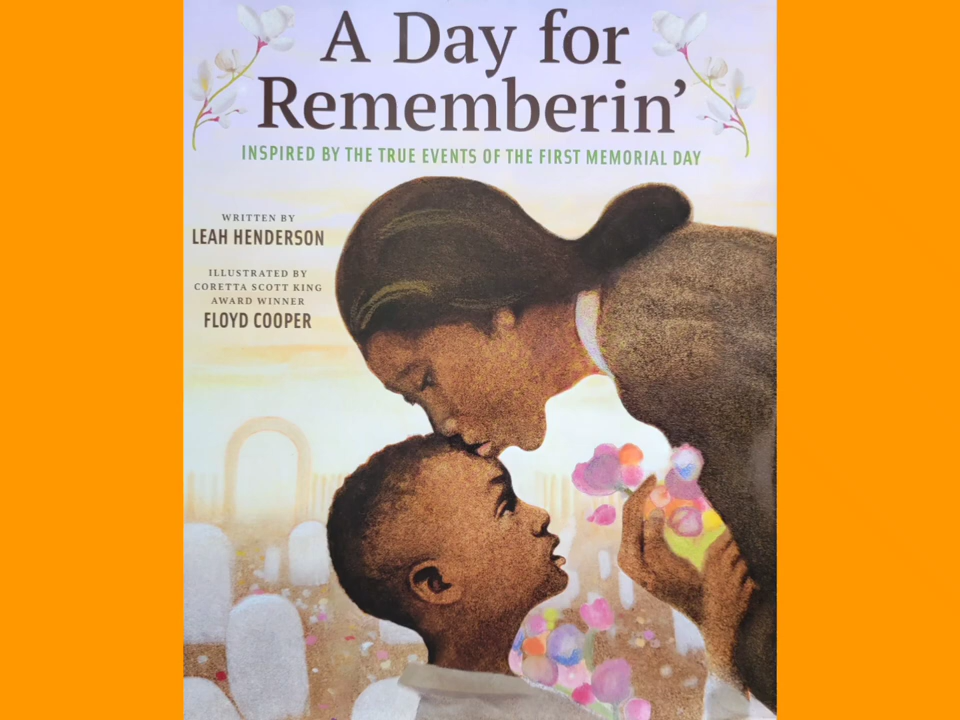 A Day for
Rememberin’
INSPIRED BY THE TRUE EVENTS OF THE FIRST MEMORIAL DAY
WRITTEN BY
LEAH HENDERSON
ILLUSTRATED BY
CORETTA SCOTT KING
AWARD WINNER
FLOYD COOPER